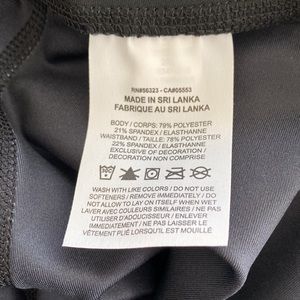 RN#56323 - CA#05553
MADE IN SRI LANKA
FABRIQUE AU SRI LANKA
BODY / CORPS: 79% POLYESTER
21% SPANDEX / ELASTHANNE
WAISTBAND / TAILLE: 78% POLYESTER
22% SPANDEX / ELASTHANNE
EXCLUSIVE OF DECORATION /
DECORATION NON COMPRISE
WASH WITH LIKE COLORS / DO NOT USE
SOFTENERS / REMOVE IMMEDIATELY / DO
NOT ALLOW TO LAY ON ITSELF WHEN WET
LAVER AVEC COULEURS SIMILAIRES / NE PAS
UTILISER D'ADOUCISSEUR / ENLEVER
IMMÉDIATEMENT / NE PAS LAISSER LE
VÊTEMENT PLIÉ LORSQU'IL EST MOUILLÉ